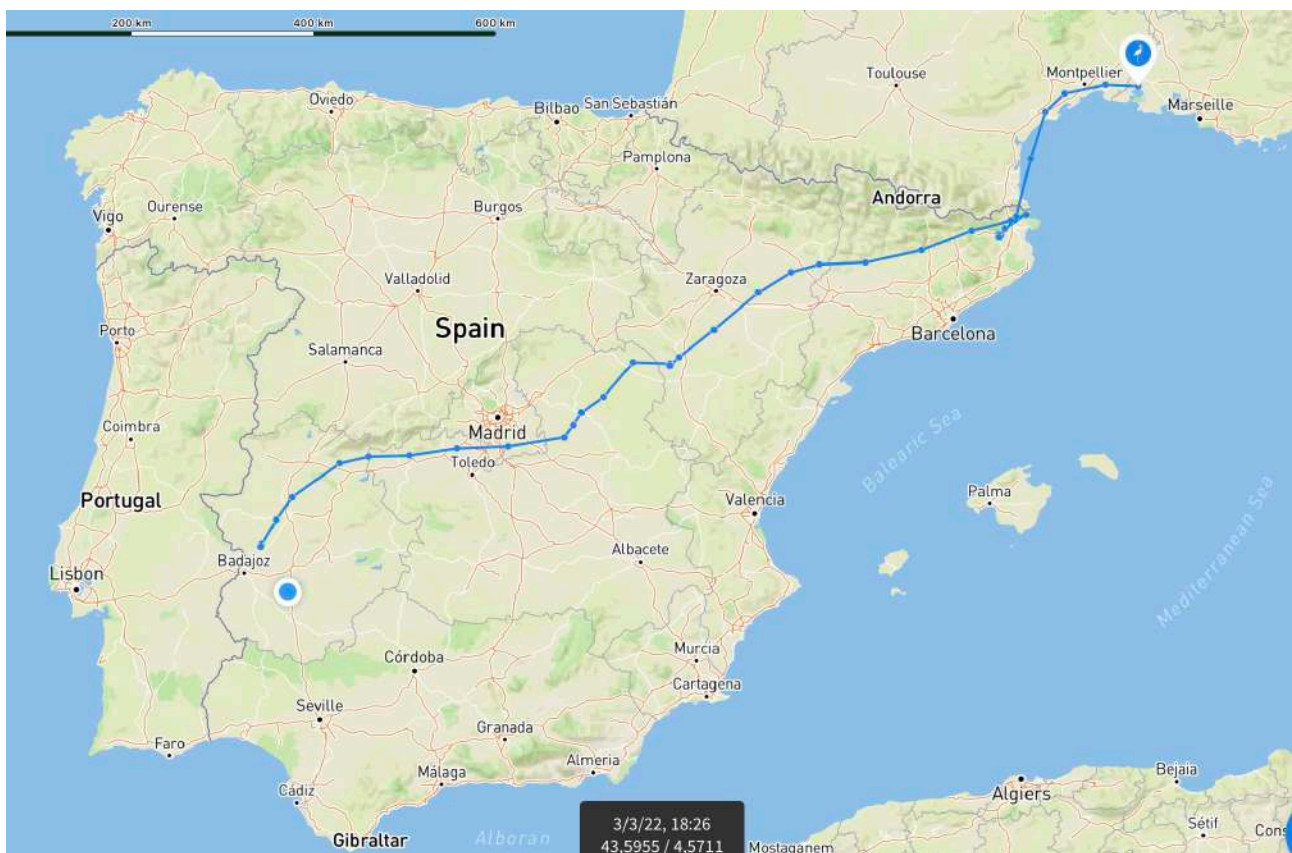 200 km
400 km
600 km
Toulouse
Montpellier
Marseille
Oviedo
Bilbao
San Sebastián
Pamplona
Andorra
Vigo
Ourense
Burgos
Valladolid
Zaragoza
Barcelona
Spain
Porto
Salamanca
Madrid
Coimbra
Toledo
Balearic Sea
Palma
Portugal
Valencia
Mediterranean Sea
Badajoz
Albacete
Lisbon
Murcia
Córdoba
Cartagena
Seville
Granada
Faro
Almeria
Málaga
Cádiz
Algiers
Bejaia
Gibraltar
Alboran
3/3/22, 18:26
43,5955 / 4,5711
Mostaganem
Sétif
Cons